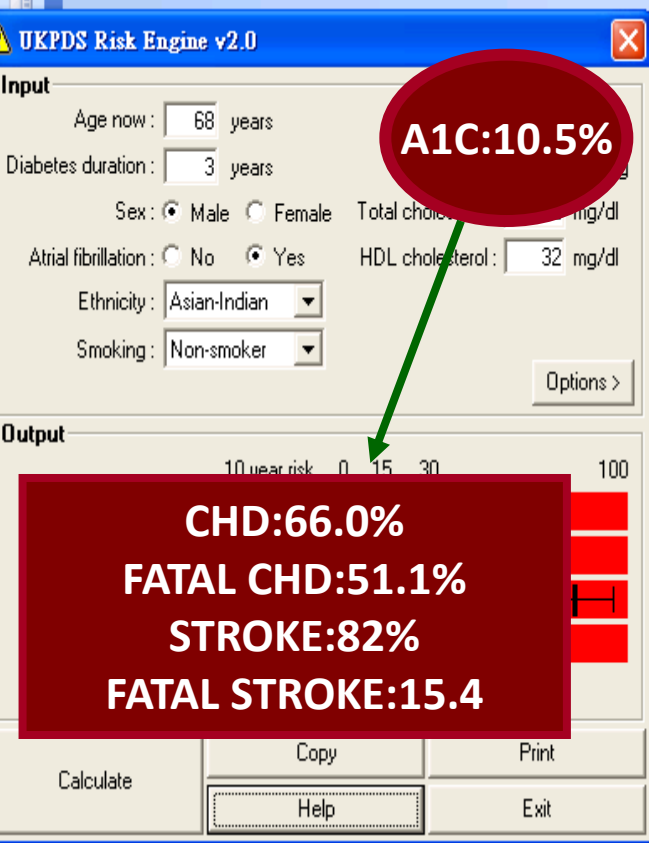 UKPDS Risk Engine v2.0
Input
Age now : 68 years
A1C:10.5%
Diabetes duration : 3 years
Sex : Male Female Total mg/dl
Atrial fibrillation : No Yes HDL cholesterol : 32 mg/dl
Ethnicity : Asian-Indian
Smoking : Non-smoker
Options >
Output
10 year risk 0 15 30 100
CHD:66.0%
FATAL CHD:51.1%
STROKE:82%
FATAL STROKE:15.4
Calculate Copy Print
Help Exit